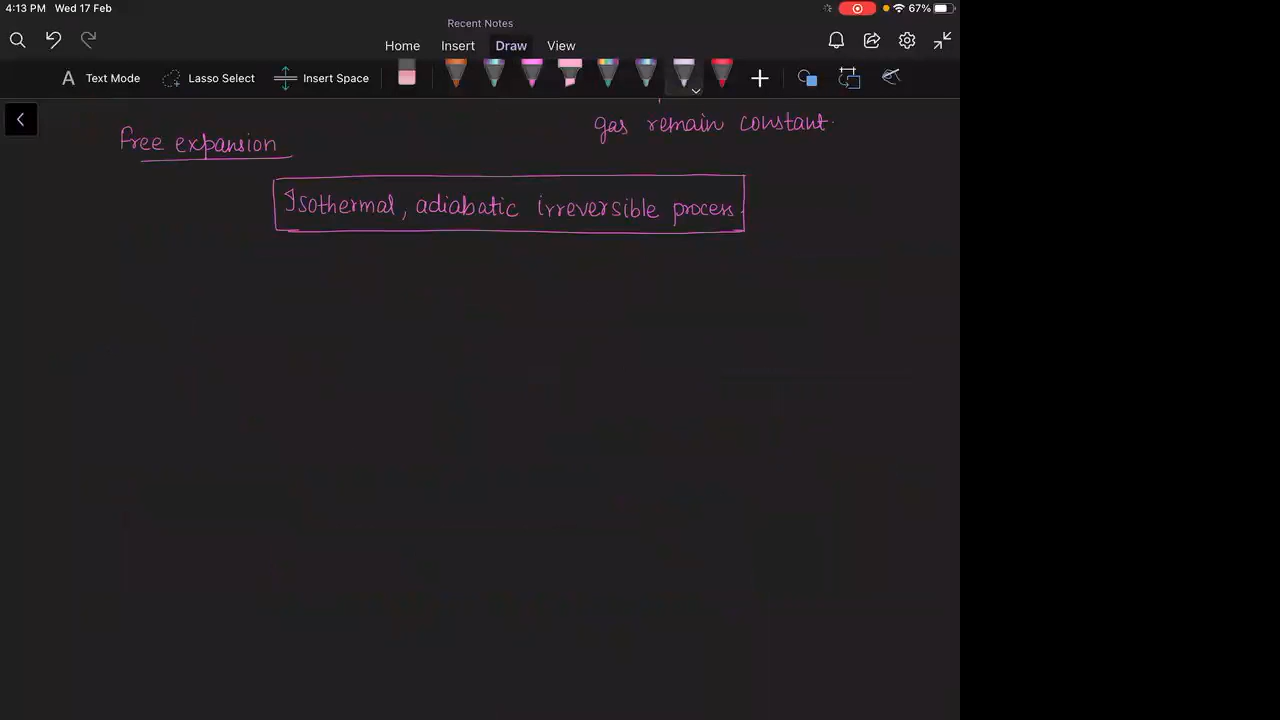 4:13 PM Wed 17 Feb
67%
Recent Notes
Home Insert Draw View
A Text Mode Lasso Select Insert Space
gas remain constant.
Free expansion
Isothermal, adiabatic irreversible process.